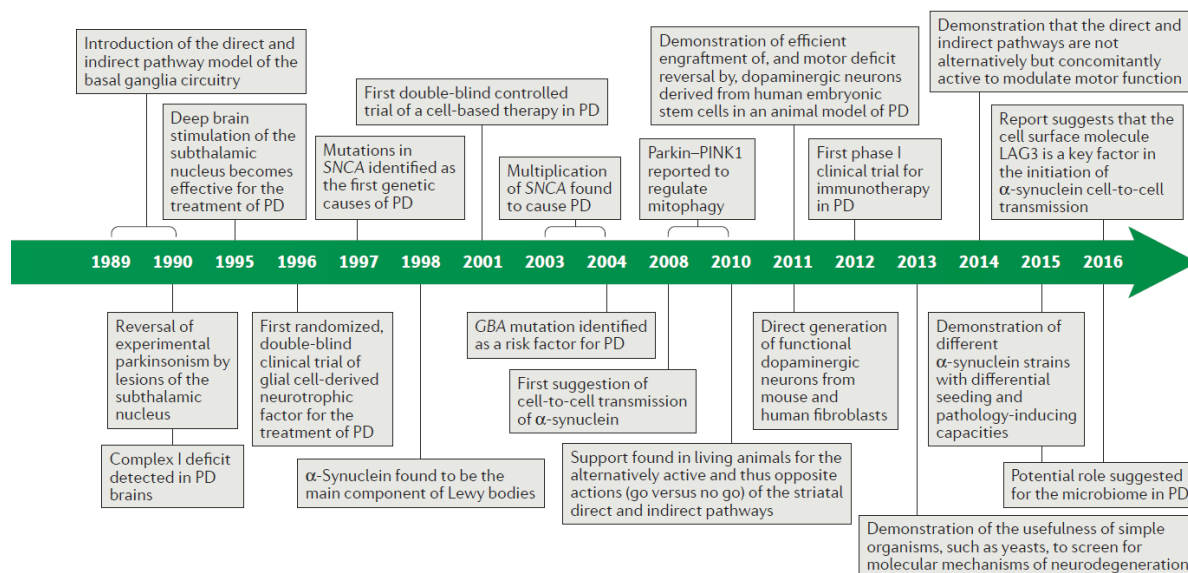 Introduction of the direct and
indirect pathway model of the
basal ganglia circuitry
Deep brain
stimulation of the
subthalamic
nucleus becomes
effective for the
treatment of PD
Mutations in
SNCA identified as
the first genetic
causes of PD
First double-blind controlled
trial of a cell-based therapy in PD
Multiplication
of SNCA found
to cause PD
Parkin–PINK1
reported to
regulate
mitophagy
Demonstration of efficient
engraftment of, and motor deficit
reversal by, dopaminergic neurons
derived from human embryonic
stem cells in an animal model of PD
First phase I
clinical trial for
immunotherapy
in PD
Demonstration that the direct and
indirect pathways are not
alternatively but concomitantly
active to modulate motor function
Report suggests that the
cell surface molecule
LAG3 is a key factor in
the initiation of
α-synuclein cell-to-cell
transmission
1989 1990 1995 1996 1997 1998 2001 2003 2004 2008 2010 2011 2012 2013 2014 2015 2016
Reversal of
experimental
parkinsonism by
lesions of the
subthalamic
nucleus
Complex I deficit
detected in PD
brains
First randomized,
double-blind
clinical trial of
glial cell-derived
neurotrophic
factor for the
treatment of PD
α-Synuclein found to be the
main component of Lewy bodies
GBA mutation identified
as a risk factor for PD
First suggestion of
cell-to-cell transmission
of α-synuclein
Support found in living animals for the
alternatively active and thus opposite
actions (go versus no go) of the striatal
direct and indirect pathways
Direct generation
of functional
dopaminergic
neurons from
mouse and
human fibroblasts
Demonstration of the usefulness of simple
organisms, such as yeasts, to screen for
molecular mechanisms of neurodegeneration
Demonstration of
different
α-synuclein strains
with differential
seeding and
pathology-inducing
capacities
Potential role suggested
for the microbiome in PD